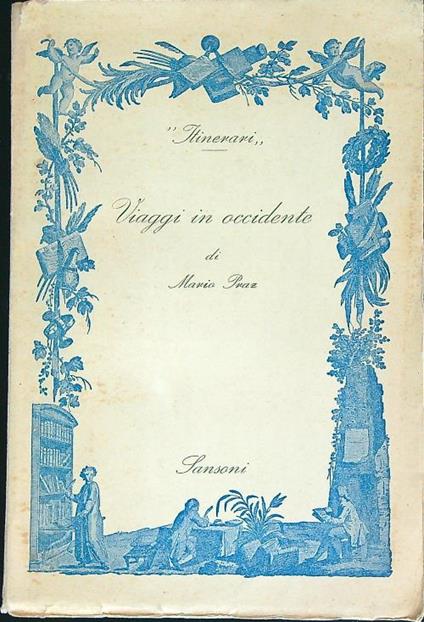 "Itinerari„
Viaggi in occidente
di
Mario Praz
Sansoni